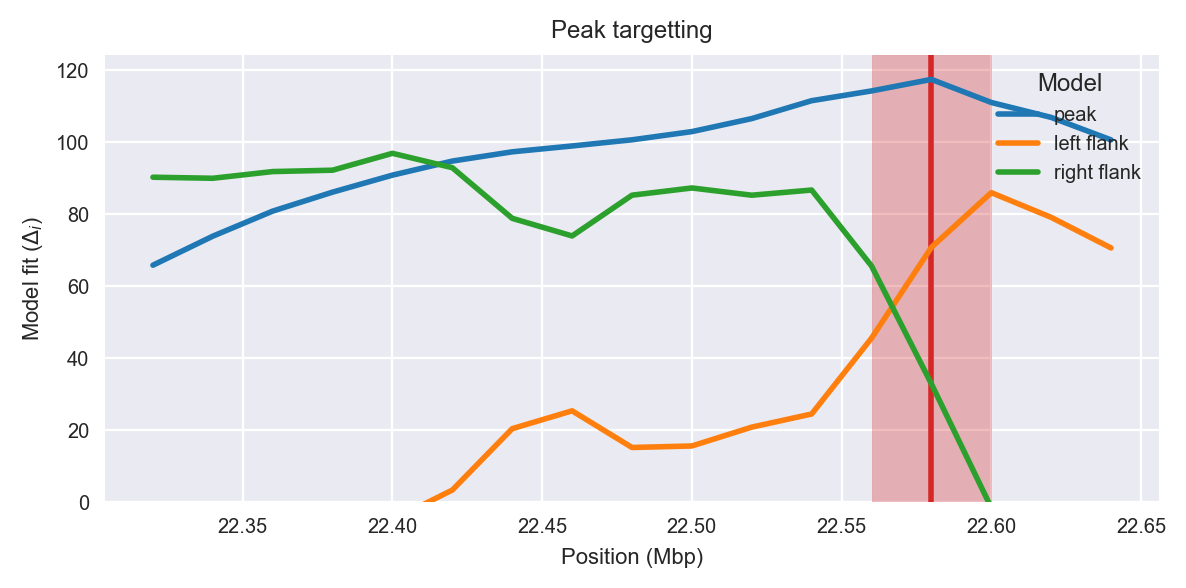 Peak targetting
Model fit (Δi)
120
100
80
60
40
20
0
Model
peak
left flank
right flank
22.35 22.40 22.45 22.50 22.55 22.60 22.65
Position (Mbp)